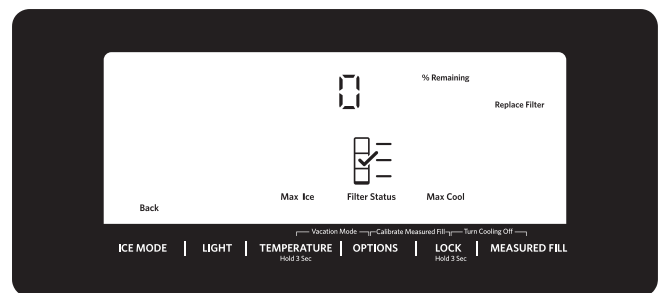 0 % Remaining
Replace Filter
Max Ice Filter Status Max Cool
Back
Vacation Mode Calibrate Measured Fill Turn Cooling Off
ICE MODE LIGHT TEMPERATURE OPTIONS LOCK MEASURED FILL
Hold 3 Sec Hold 3 Sec